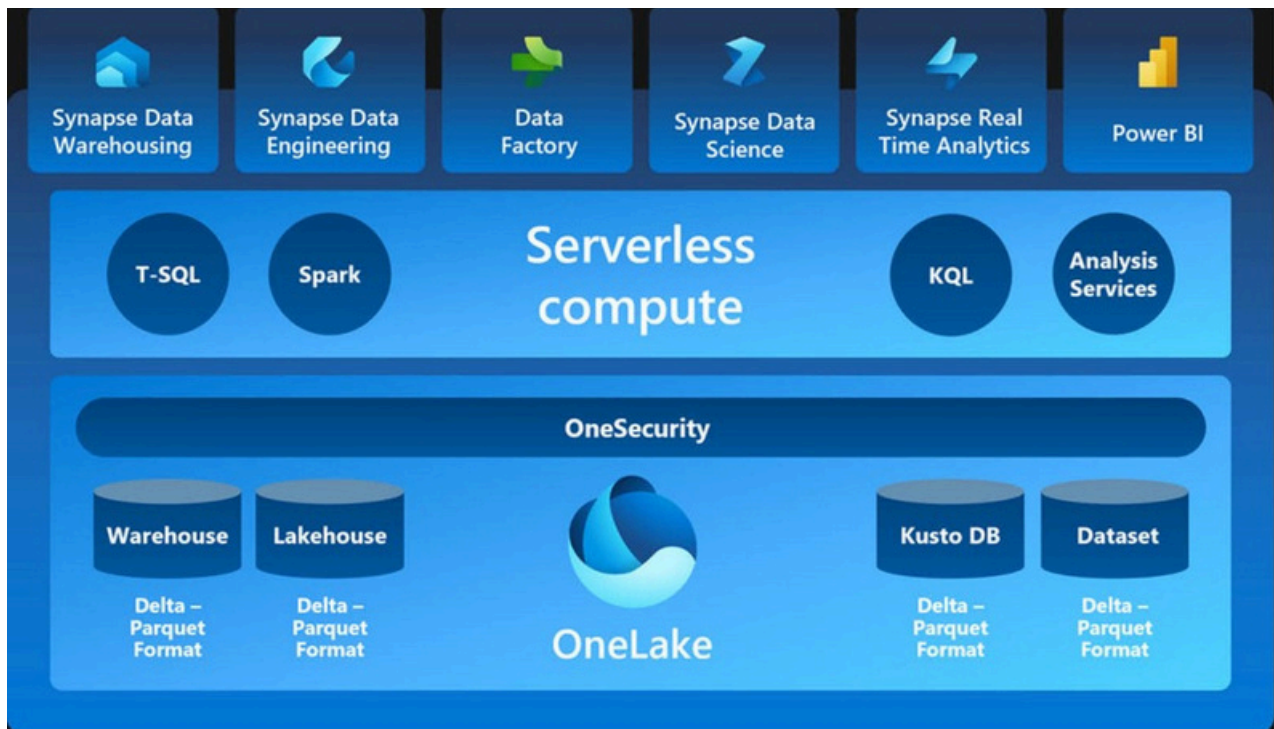 Synapse Data
Warehousing
Synapse Data
Engineering
Data
Factory
Synapse Data
Science
Synapse Real
Time Analytics
Power BI
T-SQL
Spark
Serverless
compute
KQL
Analysis
Services
OneSecurity
Warehouse
Lakehouse
Kusto DB
Dataset
Delta –
Parquet
Format
Delta –
Parquet
Format
OneLake
Delta –
Parquet
Format
Delta –
Parquet
Format